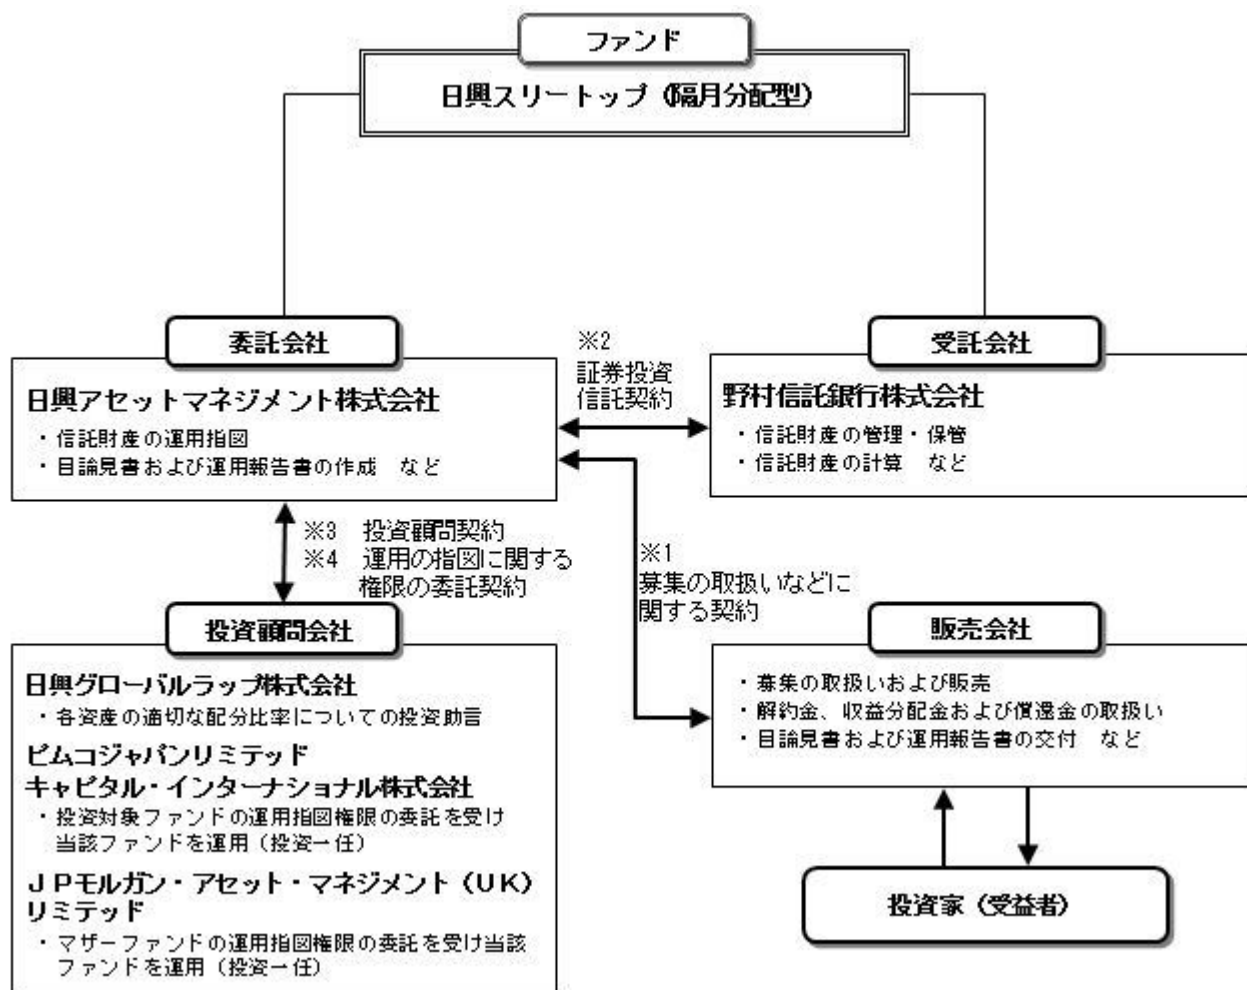 ファンド
日興スリートップ（隔月分配型）
委託会社
日興アセットマネジメント株式会社
・信託財産の運用指図
・目論見書および運用報告書の作成　など
※2
証券投資
信託契約
受託会社
野村信託銀行株式会社
・信託財産の管理・保管
・信託財産の計算　など
※3　投資顧問契約
※4　運用の指図に関する
権限の委託契約
※1
募集の取扱いなどに
関する契約
投資顧問会社
日興グローバルラップ株式会社
・各資産の適切な配分比率についての投資助言
ピムコジャパンリミテッド
キャピタル・インターナショナル株式会社
・投資対象ファンドの運用指図権限の委託を受け
当該ファンドを運用（投資一任）
ＪＰモルガン・アセット・マネジメント（ＵＫ）
リミテッド
・マザーファンドの運用指図権限の委託を受け当該
ファンドを運用（投資一任）
販売会社
・募集の取扱いおよび販売
・解約金、収益分配金および償還金の取扱い
・目論見書および運用報告書の交付　など
投資家（受益者）